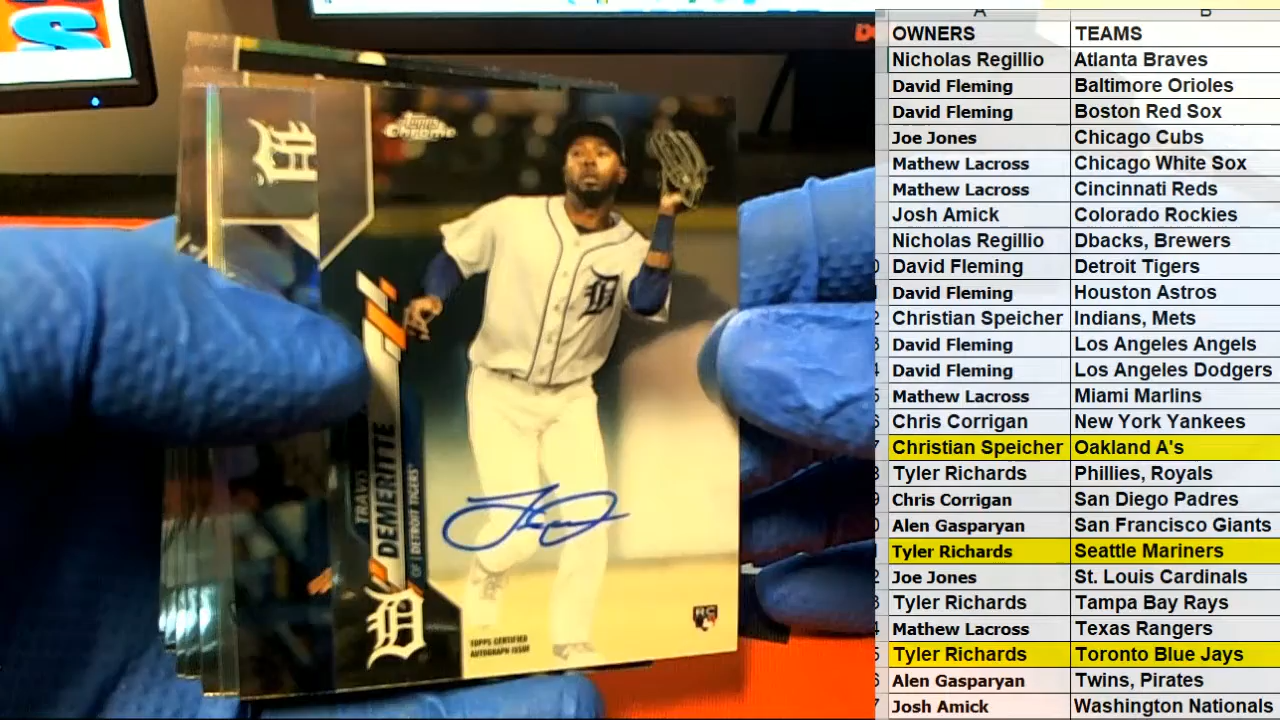 S
Topps
Chrome
TRAVIS
DEMERITTE
OF | DETROIT TIGERS
D
D
TOPPS CERTIFIED
AUTOGRAPH ISSUE
RC
A B
OWNERS TEAMS
Nicholas Regillio Atlanta Braves
David Fleming Baltimore Orioles
David Fleming Boston Red Sox
Joe Jones Chicago Cubs
Mathew Lacross Chicago White Sox
Mathew Lacross Cincinnati Reds
Josh Amick Colorado Rockies
Nicholas Regillio Dbacks, Brewers
David Fleming Detroit Tigers
David Fleming Houston Astros
Christian Speicher Indians, Mets
David Fleming Los Angeles Angels
David Fleming Los Angeles Dodgers
Mathew Lacross Miami Marlins
Chris Corrigan New York Yankees
Christian Speicher Oakland A's
Tyler Richards Phillies, Royals
Chris Corrigan San Diego Padres
Alen Gasparyan San Francisco Giants
Tyler Richards Seattle Mariners
Joe Jones St. Louis Cardinals
Tyler Richards Tampa Bay Rays
Mathew Lacross Texas Rangers
Tyler Richards Toronto Blue Jays
Alen Gasparyan Twins, Pirates
Josh Amick Washington Nationals